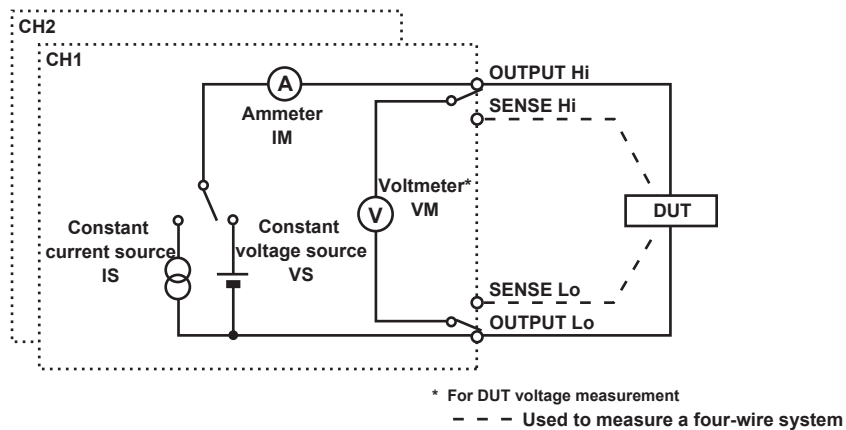 CH2
CH1
A
Ammeter
IM
OUTPUT Hi
SENSE Hi
Voltmeter*
VM
V
DUT
Constant
current source
IS
Constant
voltage source
VS
SENSE Lo
OUTPUT Lo
* For DUT voltage measurement
Used to measure a four-wire system